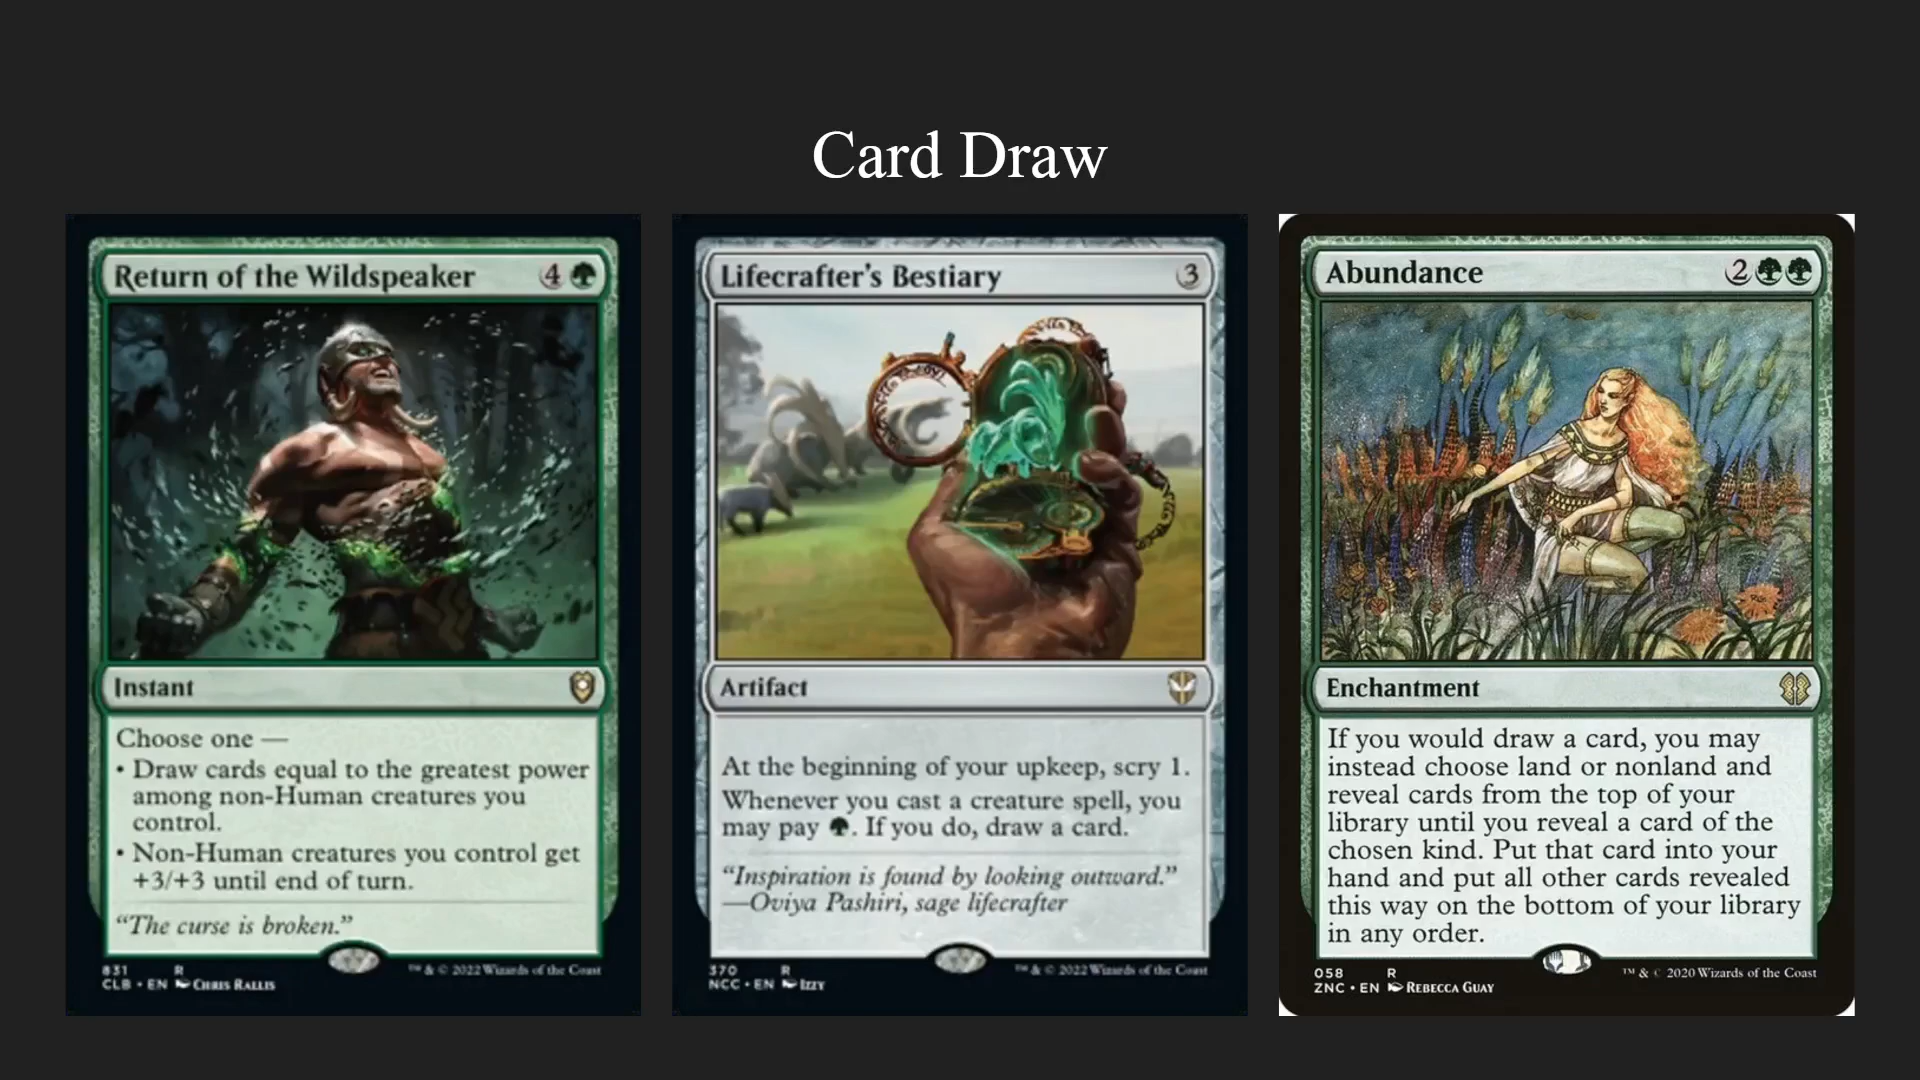 Card Draw
Return of the Wildspeaker 4
Instant
Choose one —
• Draw cards equal to the greatest power
among non-Human creatures you
control.
• Non-Human creatures you control get
+3/+3 until end of turn.
“The curse is broken.”
831 R
CLB • EN CHRIS RALLIS
™ & © 2022 Wizards of the Coast
Lifecrafter's Bestiary 3
Artifact
At the beginning of your upkeep, scry 1.
Whenever you cast a creature spell, you
may pay . If you do, draw a card.
“Inspiration is found by looking outward.”
—Oviya Pashiri, sage lifecrafter
370 R
NCC • EN IZZY
™ & © 2022 Wizards of the Coast
Abundance 2
Enchantment
If you would draw a card, you may
instead choose land or nonland and
reveal cards from the top of your
library until you reveal a card of the
chosen kind. Put that card into your
hand and put all other cards revealed
this way on the bottom of your library
in any order.
058 R
ZNC • EN REBECCA GUAY
™ & © 2020 Wizards of the Coast